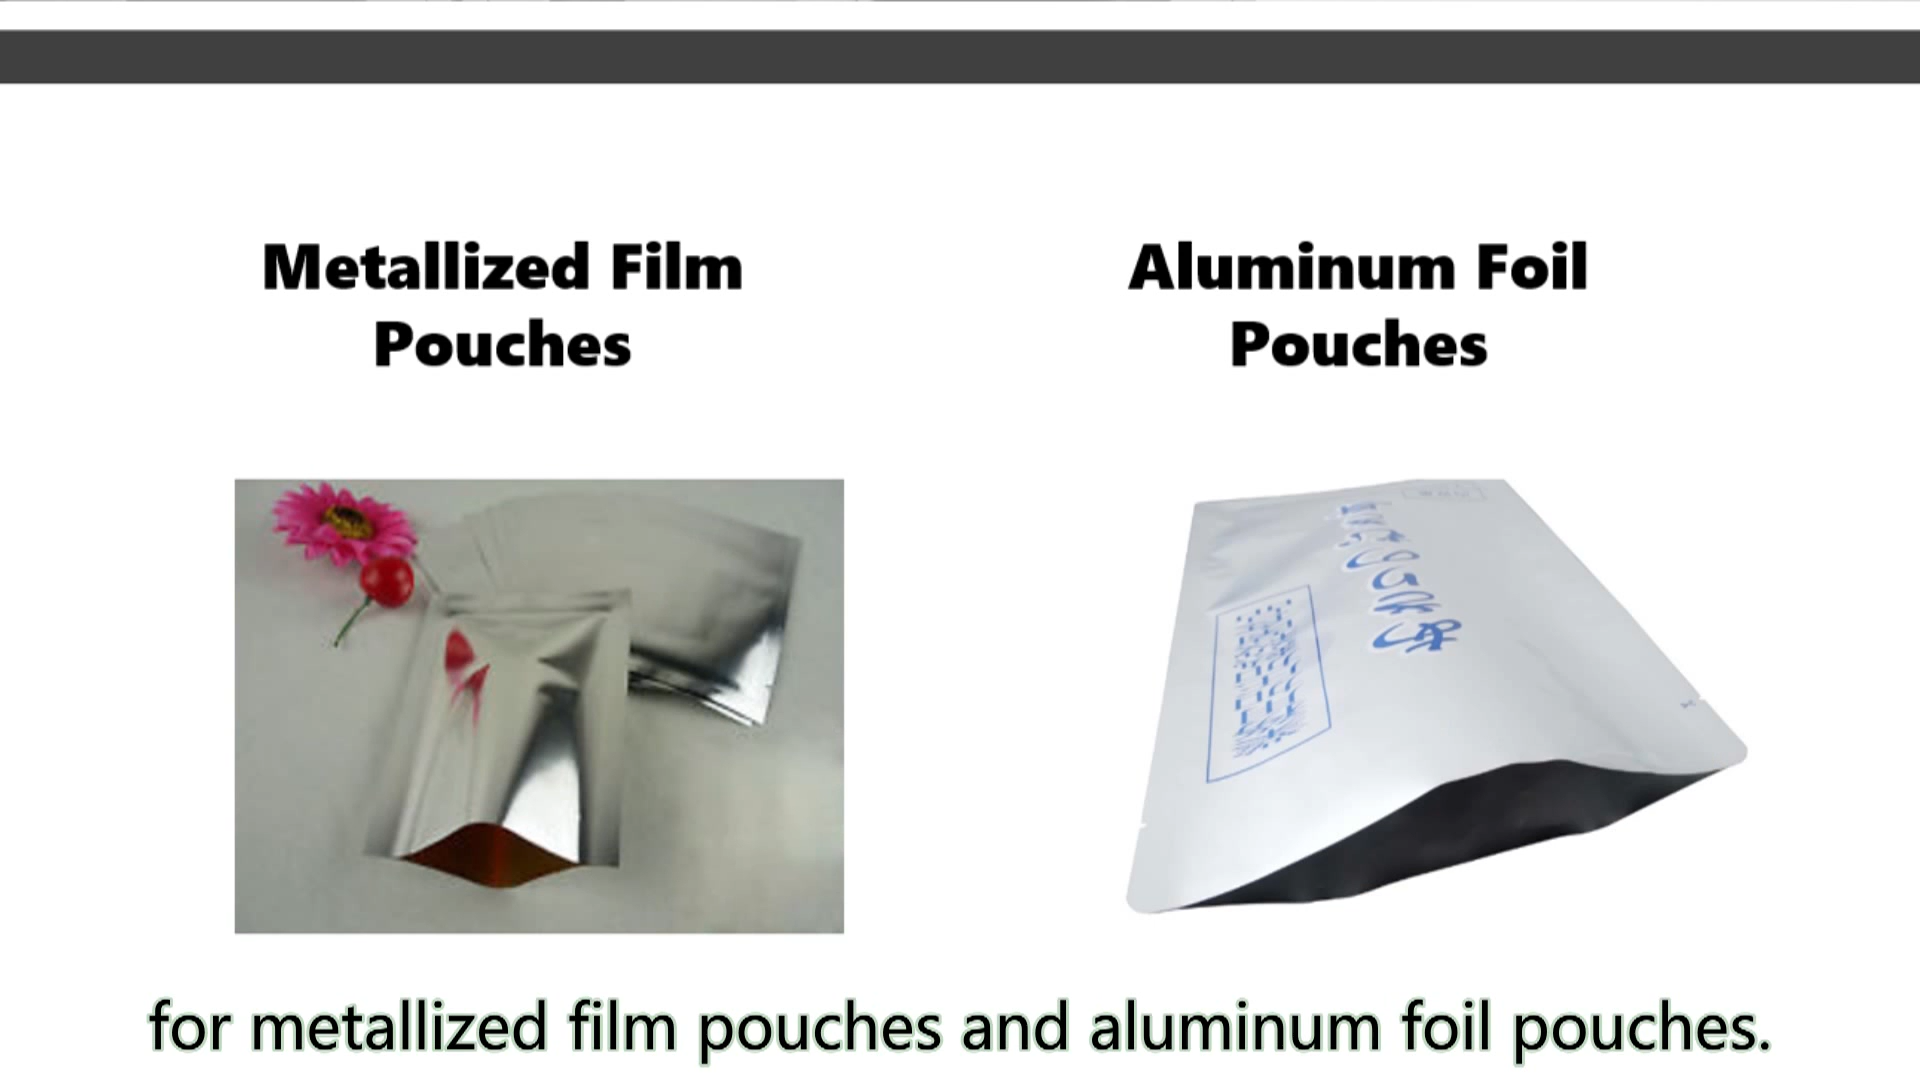 Metallized Film
Pouches
Aluminum Foil
Pouches
for metallized film pouches and aluminum foil pouches.